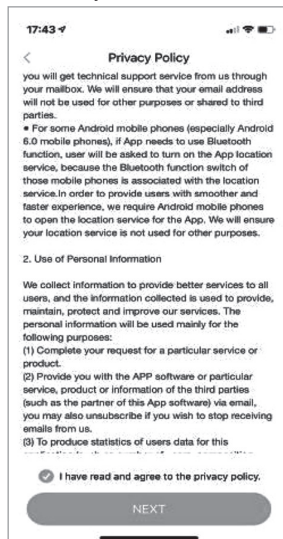 17:43
Privacy Policy
you will get technical support service from us through
your mailbox. We will ensure that your email address
will not be used for other purposes or shared to third
parties.
● For some Android mobile phones (especially Android
6.0 mobile phones), if App needs to use Bluetooth
function, user will be asked to turn on the App location
service, because the Bluetooth function switch of
those mobile phones is associated with the location
service.In order to provide users with smoother and
faster experience, we require Android mobile phones
to open the location service for the App. We will ensure
your location service is not used for other purposes.
2. Use of Personal Information
We collect information to provide better services to all
users, and the information collected is used to provide,
maintain, protect and improve our services. The
personal information will be used mainly for the
following purposes:
(1) Complete your request for a particular service or
product.
(2) Provide you with the APP software or particular
service, product or information of the third parties
(such as the partner of this App software) via email,
you may also unsubscribe if you wish to stop receiving
emails from us.
(3) To produce statistics of users data for this
I have read and agree to the privacy policy.
NEXT